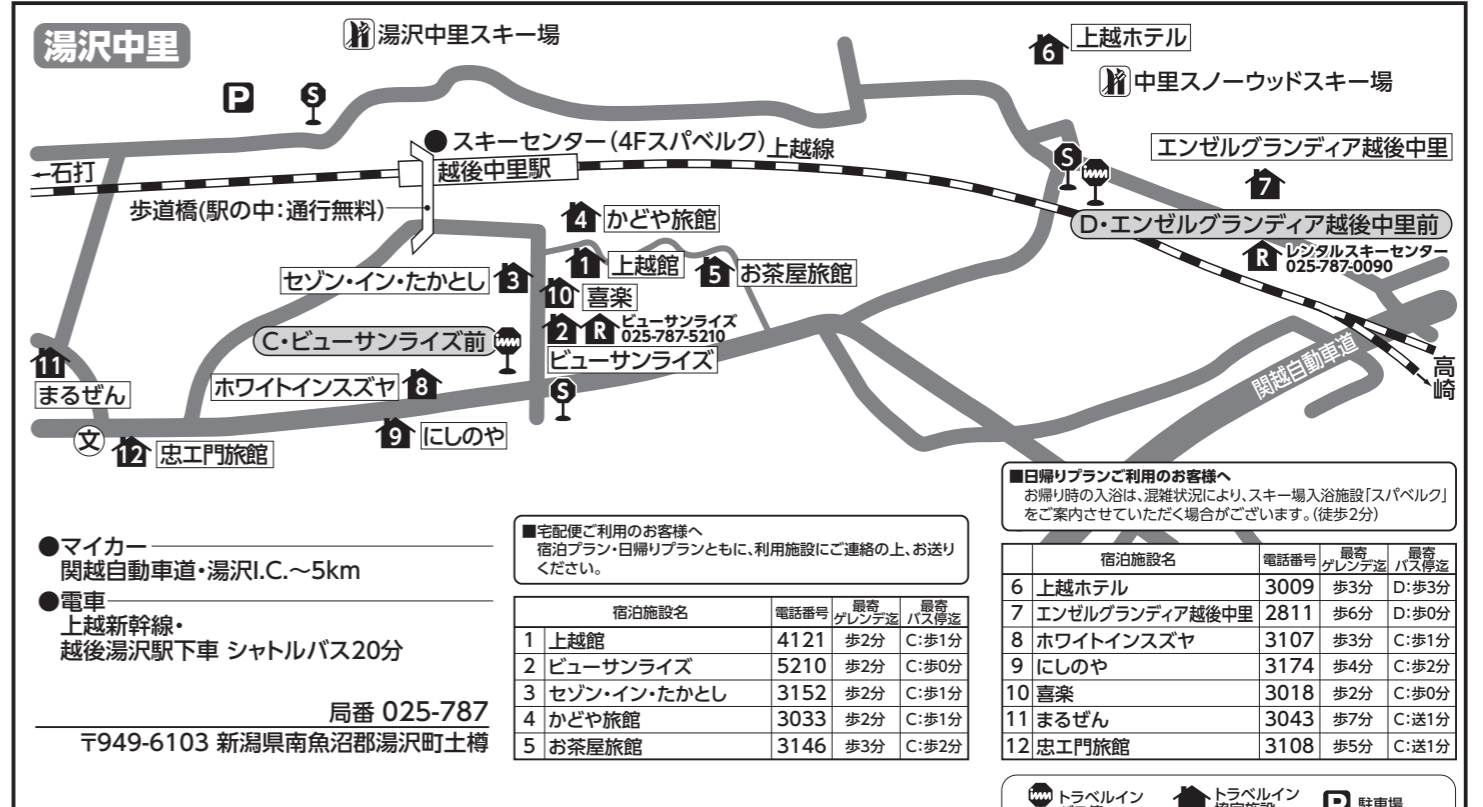 湯沢中里
湯沢中里スキー場
6 上越ホテル
中里スノーウッドスキー場
P
S
●スキーセンター(4Fスパベルク)
上越線
エンゼルグランディア越後中里
←石打
越後中里駅
S
7
歩道橋(駅の中:通行無料)
4 かどや旅館
D・エンゼルグランディア越後中里前
R レンタルスキーセンター
025-787-0090
1 上越館
5 お茶屋旅館
セゾン・イン・たかとし 3
10 喜楽
C・ビューサンライズ前
2 R ビューサンライズ
025-787-5210
ビューサンライズ
11
まるぜん
ホワイトインスズヤ 8
S
関越自動車道
高崎
文
12 忠エ門旅館
9 にしのや
■日帰りプランご利用のお客様へ
お帰り時の入浴は、混雑状況により、スキー場入浴施設「スパベルク」
をご案内させていただく場合がございます。(徒歩2分)
●マイカー
関越自動車道・湯沢I.C.〜5km
●電車
上越新幹線・
越後湯沢駅下車 シャトルバス20分
局番 025-787
〒949-6103 新潟県南魚沼郡湯沢町土樽
■宅配便ご利用のお客様へ
宿泊プラン・日帰りプランともに、利用施設にご連絡の上、お送り
ください。
宿泊施設名 電話番号 最寄ゲレンデ迄 最寄バス停迄
1 上越館 4121 歩2分 C:歩1分
2 ビューサンライズ 5210 歩2分 C:歩0分
3 セゾン・イン・たかとし 3152 歩2分 C:歩1分
4 かどや旅館 3033 歩2分 C:歩1分
5 お茶屋旅館 3146 歩3分 C:歩2分
宿泊施設名 電話番号 最寄ゲレンデ迄 最寄バス停迄
6 上越ホテル 3009 歩3分 D:歩3分
7 エンゼルグランディア越後中里 2811 歩6分 D:歩0分
8 ホワイトインスズヤ 3107 歩3分 C:歩1分
9 にしのや 3174 歩4分 C:歩2分
10 喜楽 3018 歩2分 C:歩0分
11 まるぜん 3043 歩7分 C:送1分
12 忠エ門旅館 3108 歩5分 C:送1分
トラベルイン
トラベルイン
P 駐車場